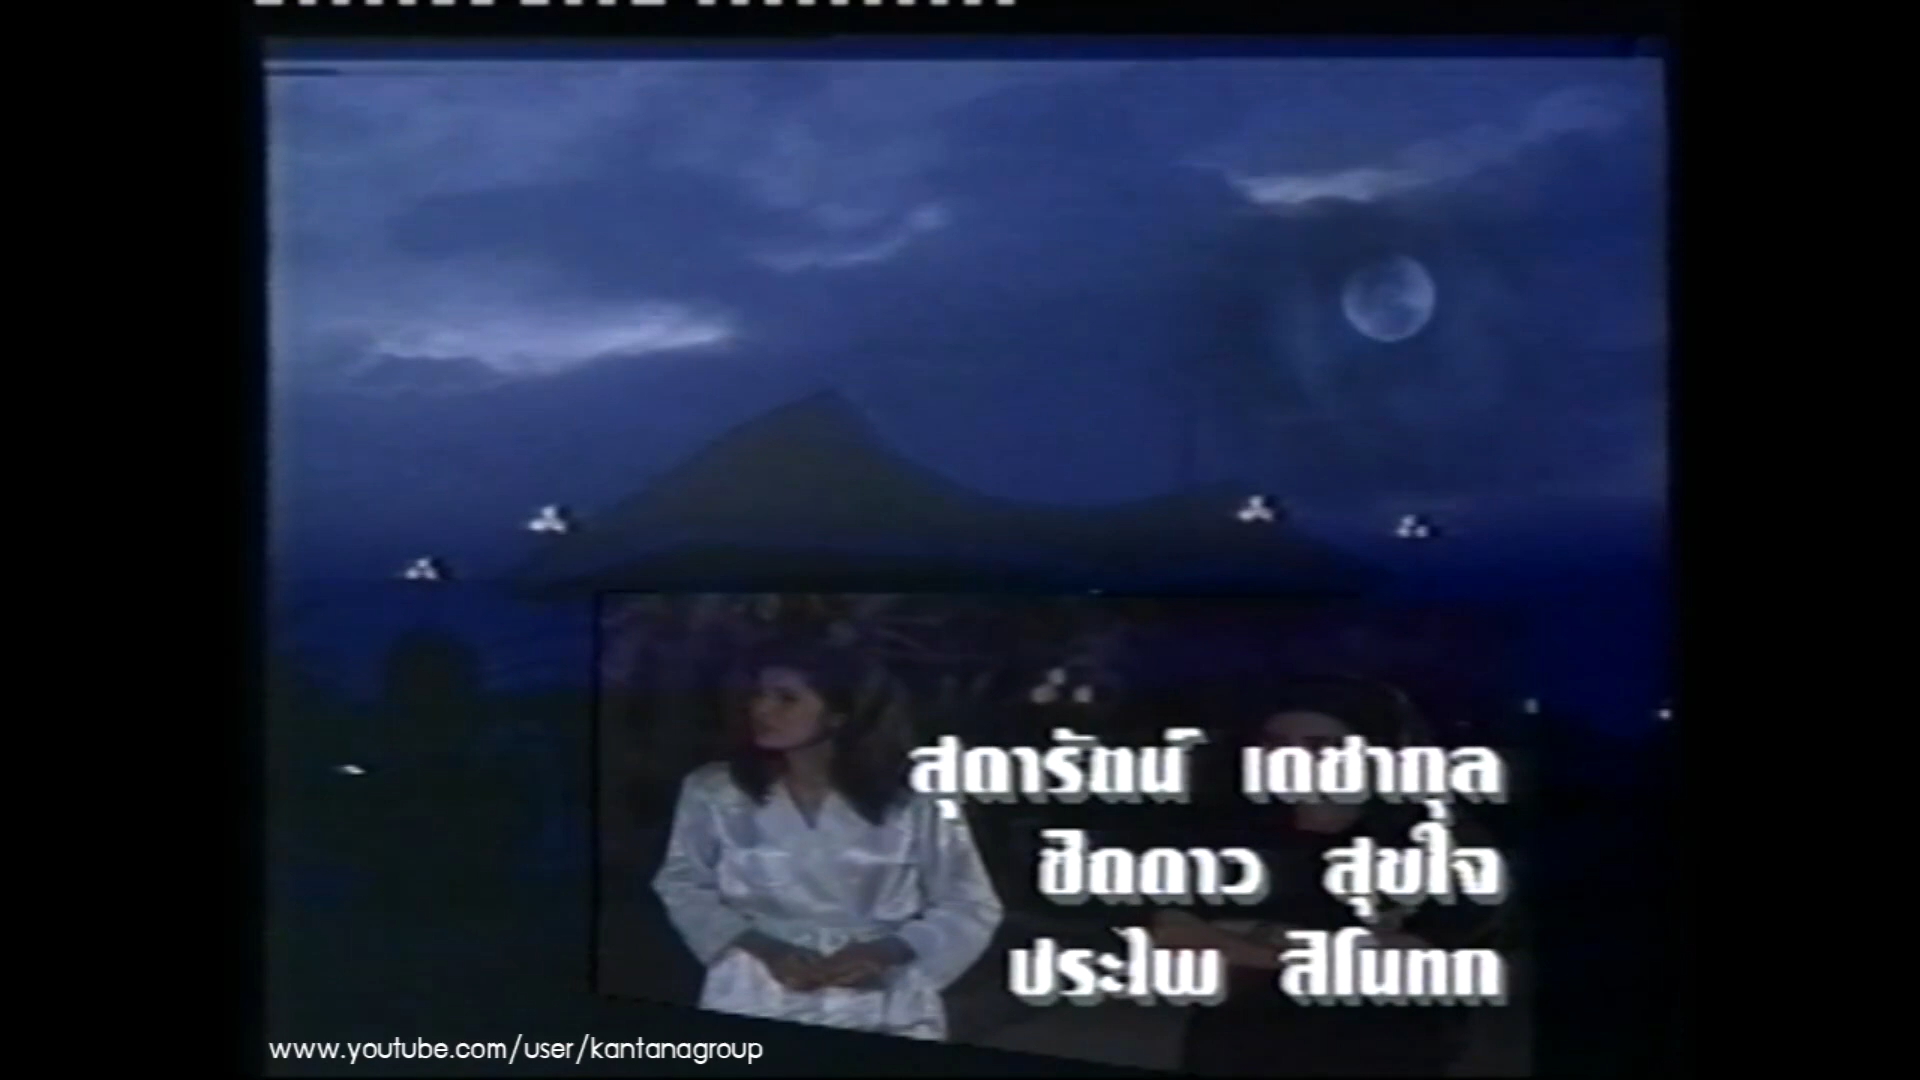 สุดารัตน์ เดชากุล
ชิดดาว สุขใจ
ประไพ สิโนทก
www.youtube.com/user/kantanagroup